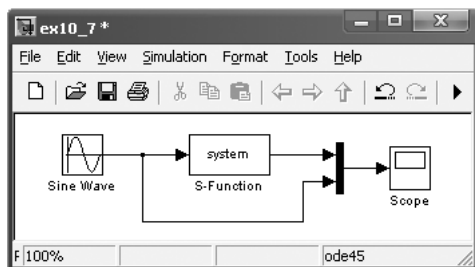 ex10_7 *
File Edit View Simulation Format Tools Help
system
Sine Wave
S-Function
Scope
F 100%
ode45